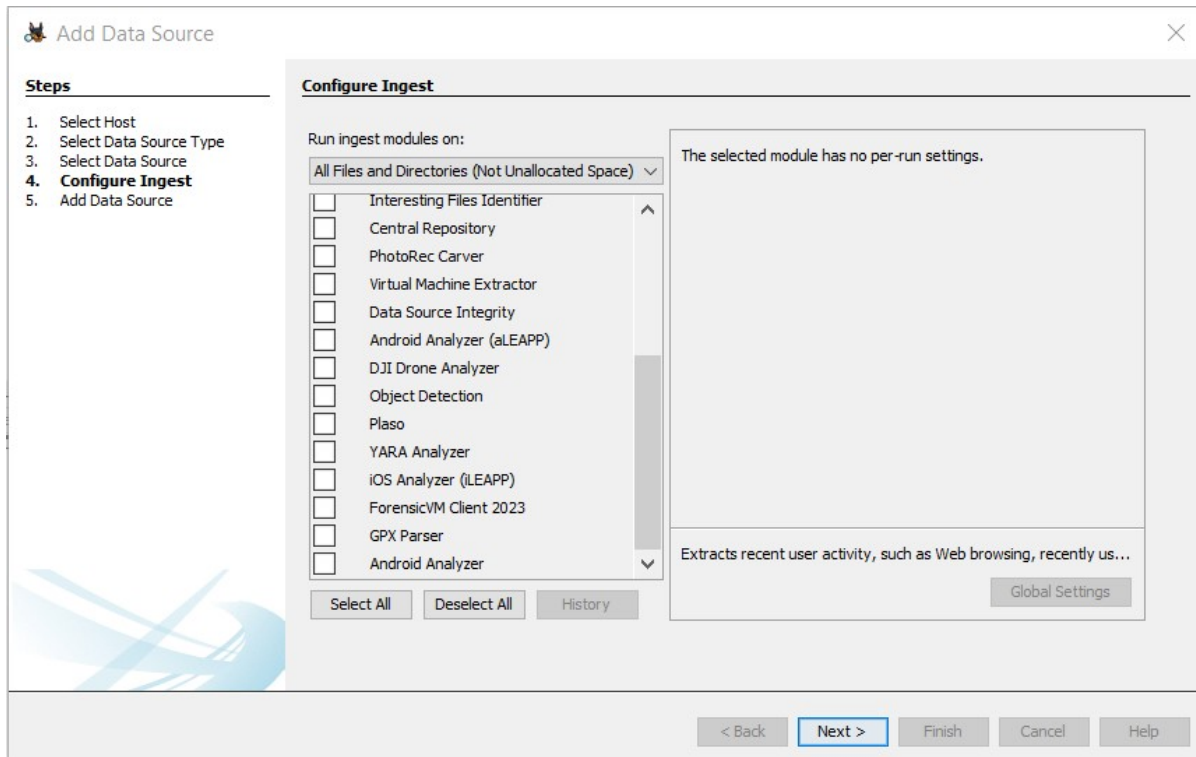 Add Data Source
Steps
1. Select Host
2. Select Data Source Type
3. Select Data Source
4. Configure Ingest
5. Add Data Source
Configure Ingest
Run ingest modules on:
All Files and Directories (Not Unallocated Space)
Interesting Files Identifier
Central Repository
PhotoRec Carver
Virtual Machine Extractor
Data Source Integrity
Android Analyzer (aLEAPP)
DJI Drone Analyzer
Object Detection
Plaso
YARA Analyzer
iOS Analyzer (iLEAPP)
ForensicVM Client 2023
GPX Parser
Android Analyzer
Select All Deselect All History
The selected module has no per-run settings.
Extracts recent user activity, such as Web browsing, recently us...
Global Settings
< Back Next > Finish Cancel Help